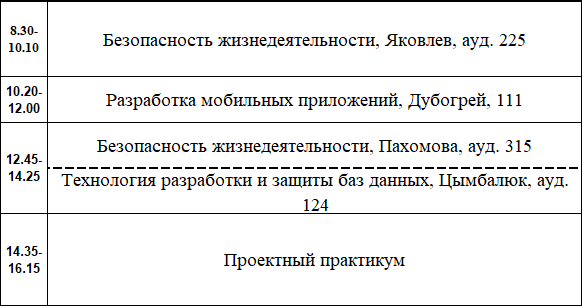 8.30-
10.10
Безопасность жизнедеятельности, Яковлев, ауд. 225
10.20-
12.00
Разработка мобильных приложений, Дубогрей, 111
12.45-
14.25
Безопасность жизнедеятельности, Пахомова, ауд. 315
Технология разработки и защиты баз данных, Цымбалюк, ауд.
124
14.35-
16.15
Проектный практикум